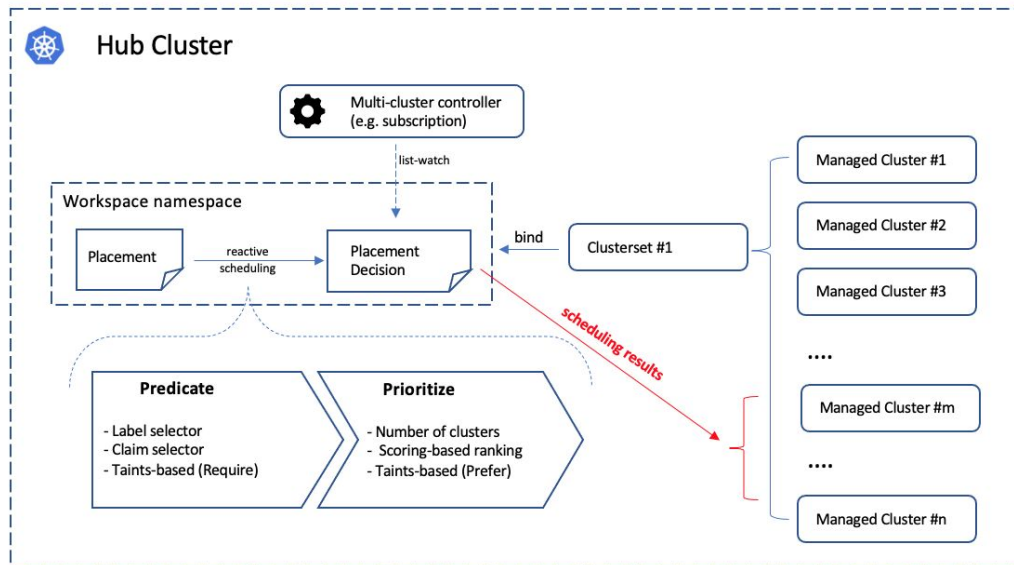 Hub Cluster
Multi-cluster controller
(e.g. subscription)
list-watch
Workspace namespace
Placement
reactive
scheduling
Placement
Decision
bind
Clusterset #1
Managed Cluster #1
Managed Cluster #2
Managed Cluster #3
....
Managed Cluster #m
....
Managed Cluster #n
scheduling results
Predicate
- Label selector
- Claim selector
- Taints-based (Require)
Prioritize
- Number of clusters
- Scoring-based ranking
- Taints-based (Prefer)